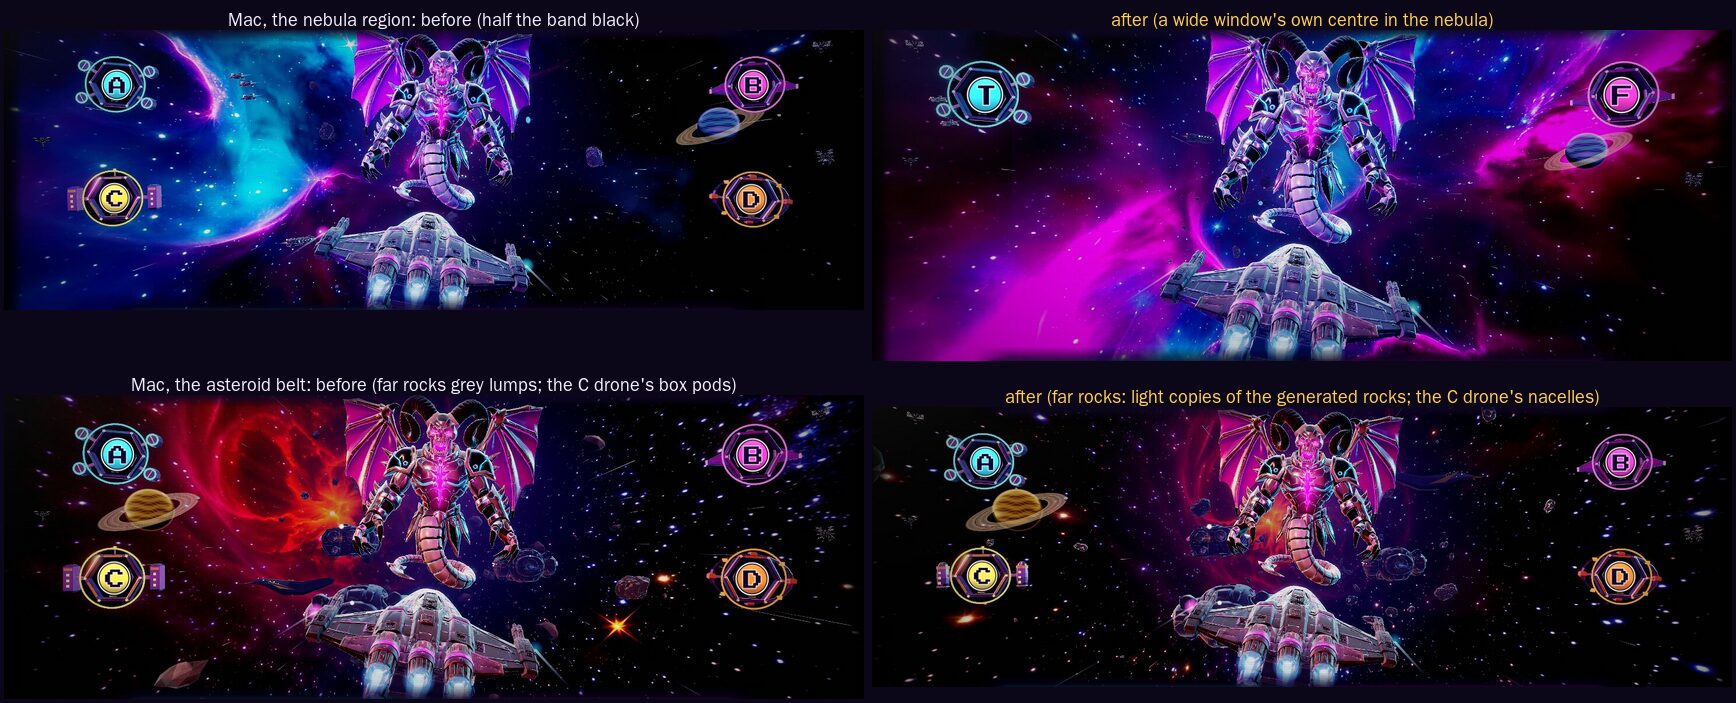 Mac, the nebula region: before (half the band black)
after (a wide window's own centre in the nebula)
A
B
C
D
T
F
Mac, the asteroid belt: before (far rocks grey lumps; the C drone's box pods)
after (far rocks: light copies of the generated rocks; the C drone's nacelles)
A
B
C
D
A
B
C
D